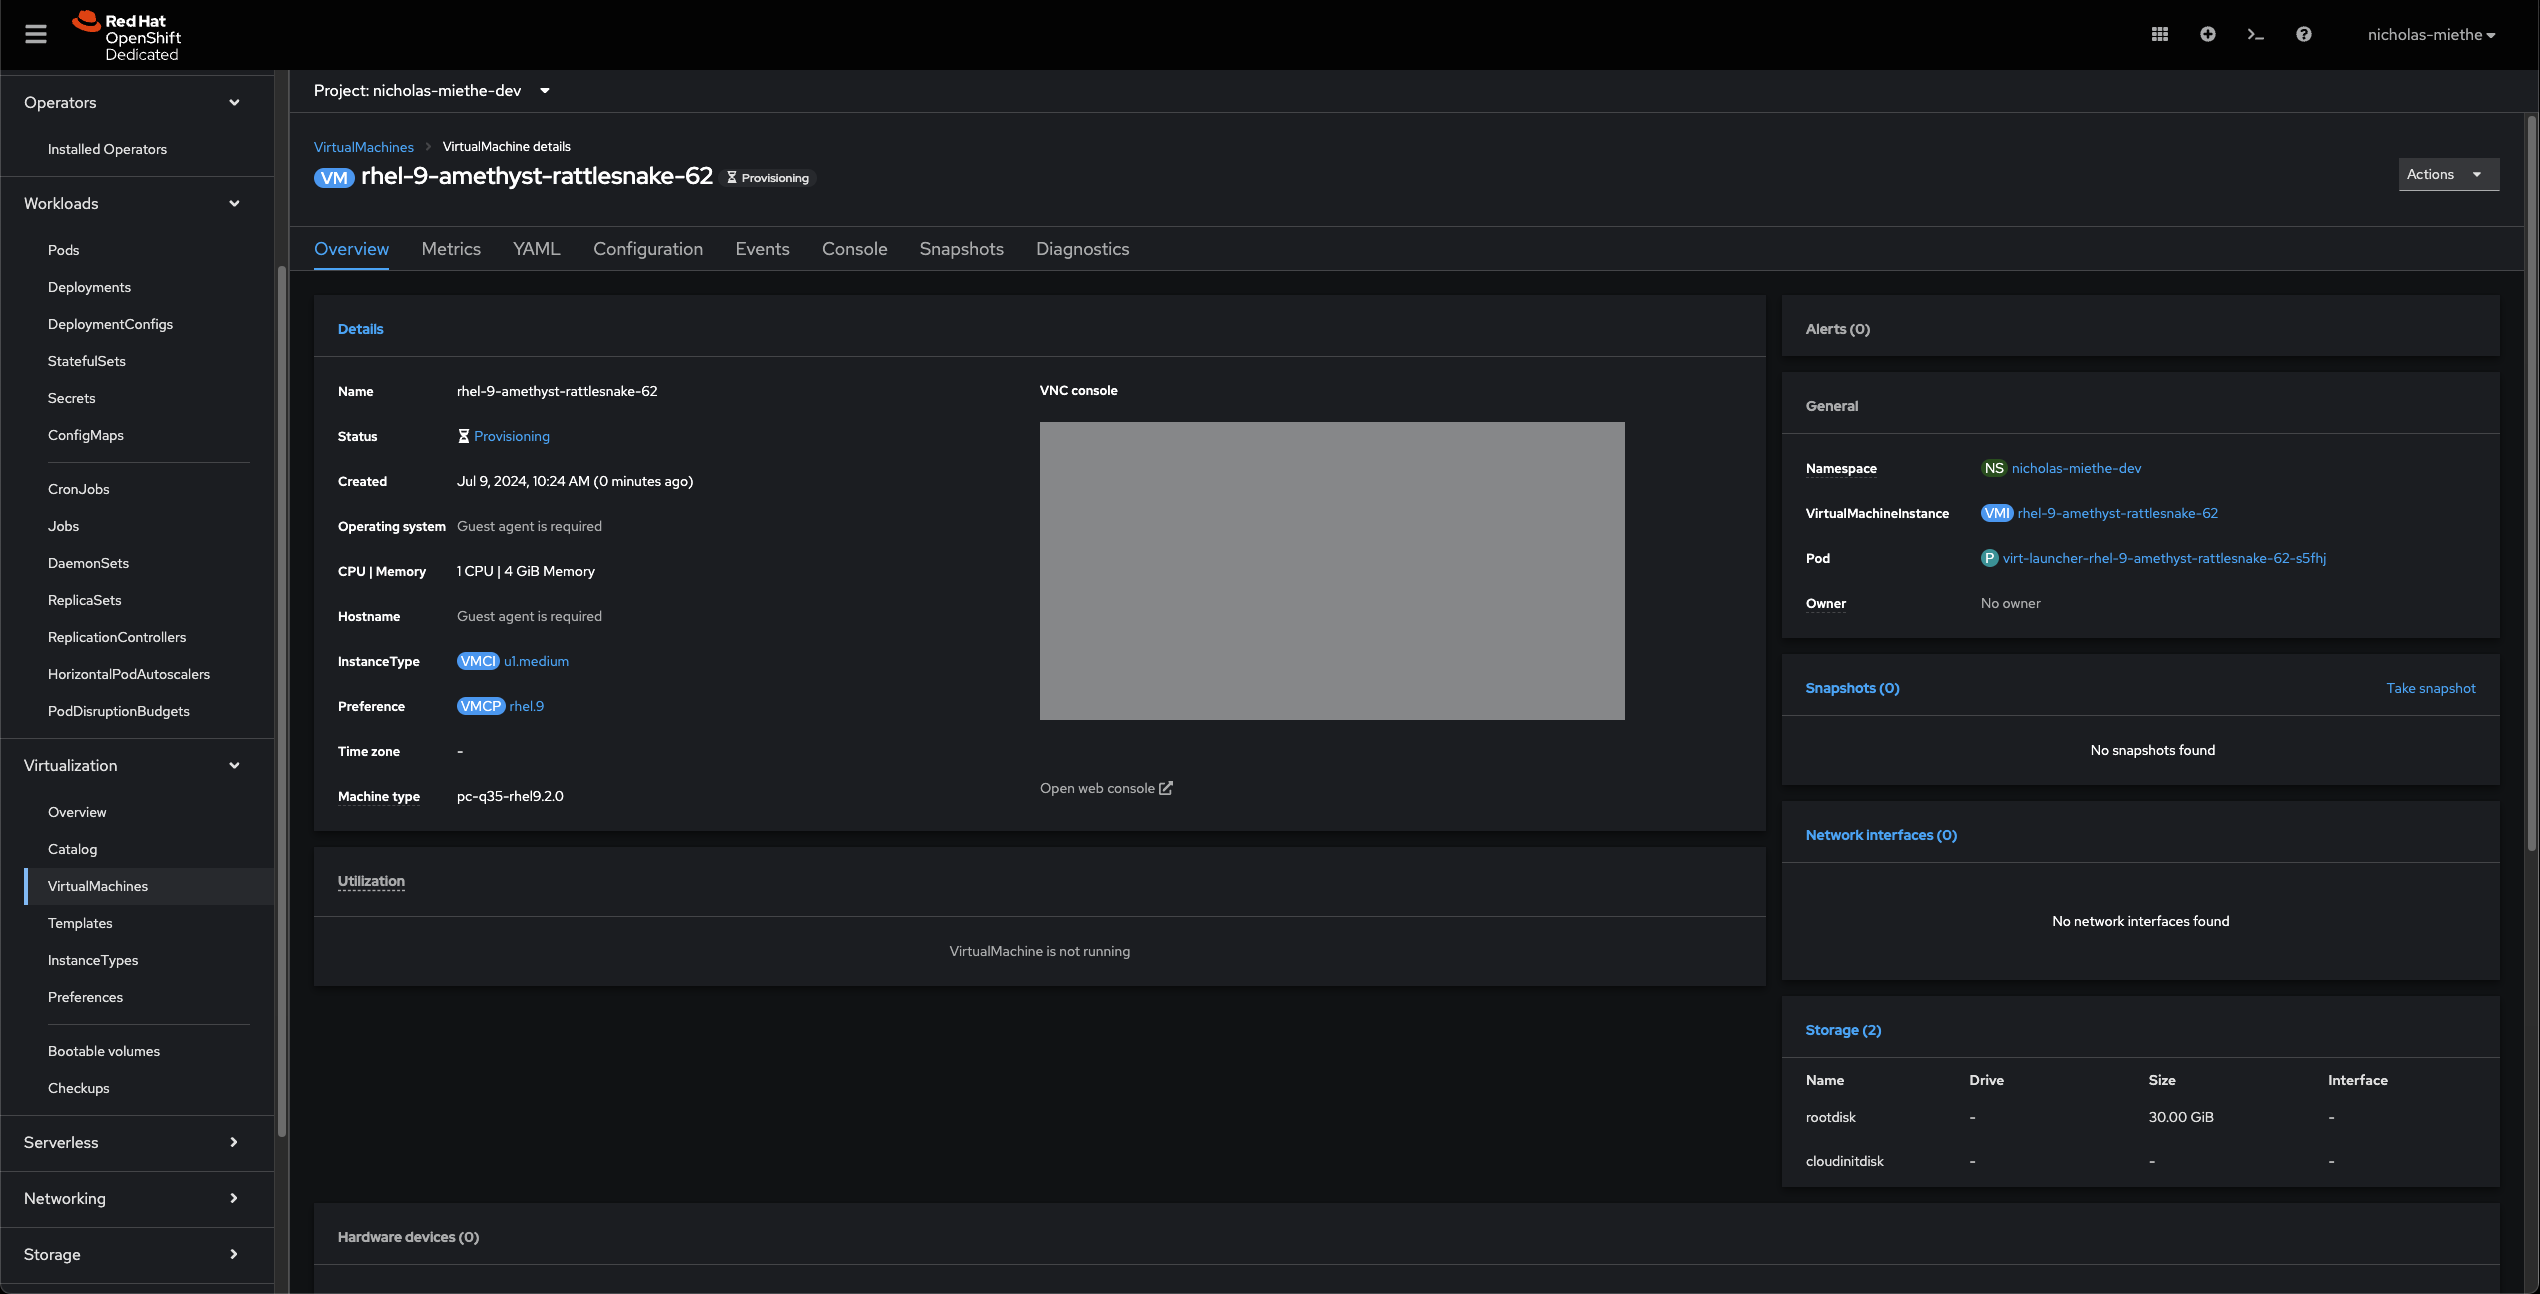 Red Hat
OpenShift
Dedicated
nicholas-miethe
Operators
Installed Operators
Workloads
Pods
Deployments
DeploymentConfigs
StatefulSets
Secrets
ConfigMaps
CronJobs
Jobs
DaemonSets
ReplicaSets
ReplicationControllers
HorizontalPodAutoscalers
PodDisruptionBudgets
Virtualization
Overview
Catalog
VirtualMachines
Templates
InstanceTypes
Preferences
Bootable volumes
Checkups
Serverless
Networking
Storage
Project: nicholas-miethe-dev
VirtualMachines > VirtualMachine details
VM rhel-9-amethyst-rattlesnake-62 Provisioning
Actions
Overview Metrics YAML Configuration Events Console Snapshots Diagnostics
Details
Name rhel-9-amethyst-rattlesnake-62
Status Provisioning
Created Jul 9, 2024, 10:24 AM (0 minutes ago)
Operating system Guest agent is required
CPU | Memory 1 CPU | 4 GiB Memory
Hostname Guest agent is required
InstanceType VMCI u1.medium
Preference VMCP rhel.9
Time zone -
Machine type pc-q35-rhel9.2.0
VNC console
Open web console
Utilization
VirtualMachine is not running
Alerts (0)
General
Namespace NS nicholas-miethe-dev
VirtualMachineInstance VMI rhel-9-amethyst-rattlesnake-62
Pod P virt-launcher-rhel-9-amethyst-rattlesnake-62-s5fhj
Owner No owner
Snapshots (0) Take snapshot
No snapshots found
Network interfaces (0)
No network interfaces found
Storage (2)
Name Drive Size Interface
rootdisk - 30.00 GiB -
cloudinitdisk - - -
Hardware devices (0)